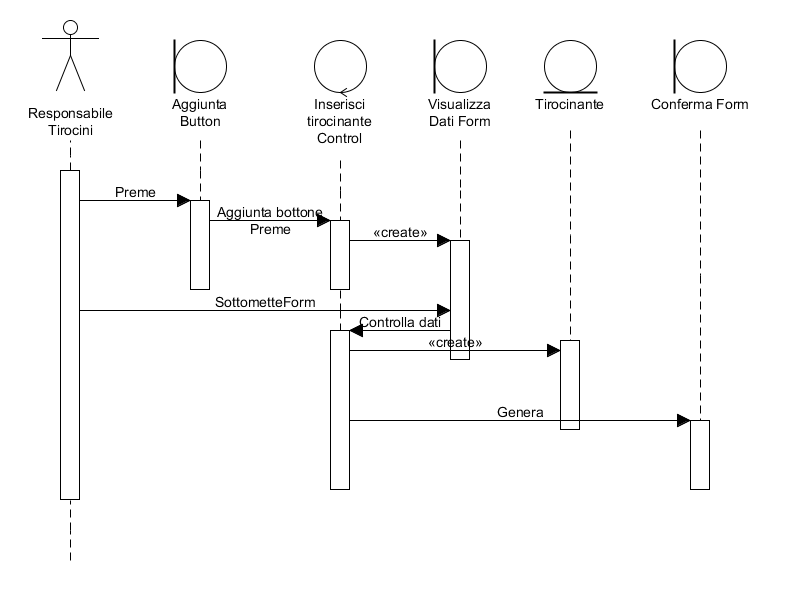 Responsabile
Tirocini
Aggiunta
Button
Inserisci
tirocinante
Control
Visualizza
Dati Form
Tirocinante
Conferma Form
Preme
Aggiunta bottone
Preme
«create»
SottometteForm
Controlla dati
«create»
Genera